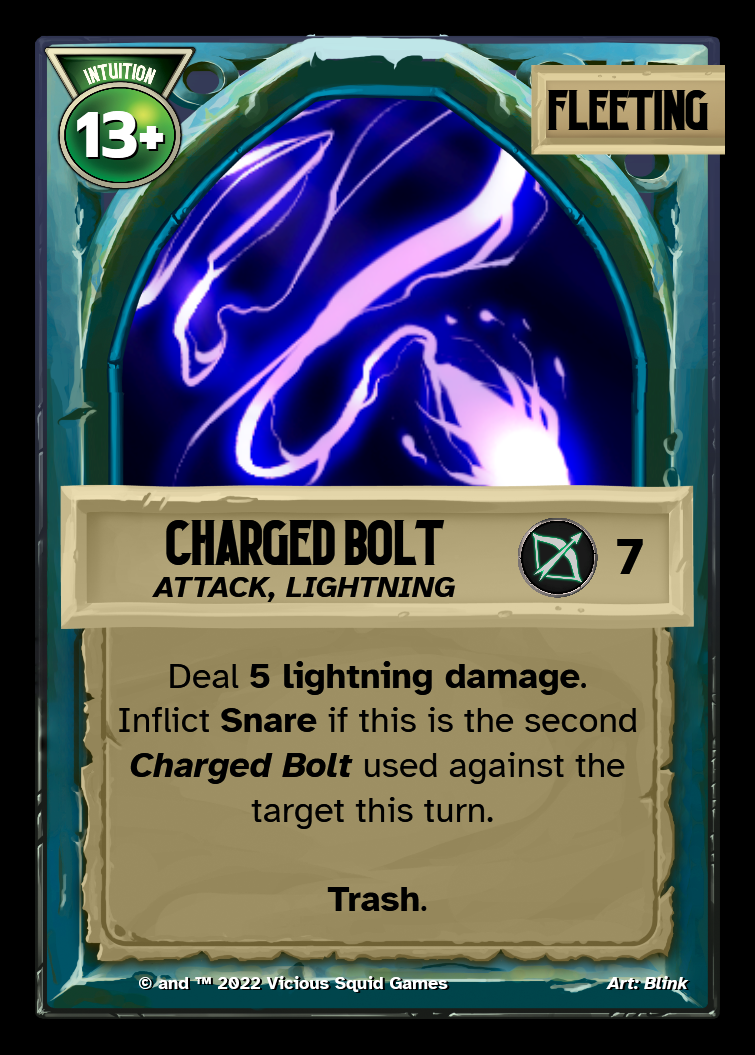 INTUITION
13+
FLEETING
CHARGED BOLT
ATTACK, LIGHTNING
7
Deal 5 lightning damage.
Inflict Snare if this is the second
Charged Bolt used against the
target this turn.
Trash.
© and ™ 2022 Vicious Squid Games
Art: Blink